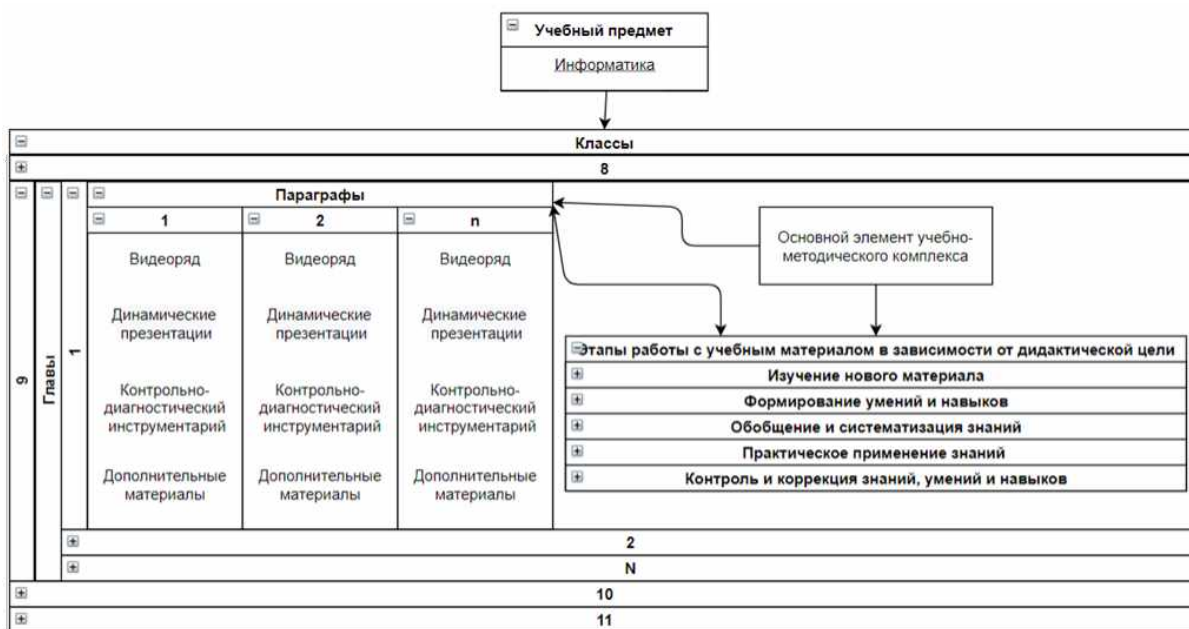 Учебный предмет
Информатика
Классы
8
9
Главы
1
Параграфы
1
2
n
Видеоряд
Видеоряд
Видеоряд
Динамические
презентации
Динамические
презентации
Динамические
презентации
Контрольно-
диагностический
инструментарий
Контрольно-
диагностический
инструментарий
Контрольно-
диагностический
инструментарий
Дополнительные
материалы
Дополнительные
материалы
Дополнительные
материалы
Основной элемент учебно-
методического комплекса
Этапы работы с учебным материалом в зависимости от дидактической цели
Изучение нового материала
Формирование умений и навыков
Обобщение и систематизация знаний
Практическое применение знаний
Контроль и коррекция знаний, умений и навыков
2
N
10
11